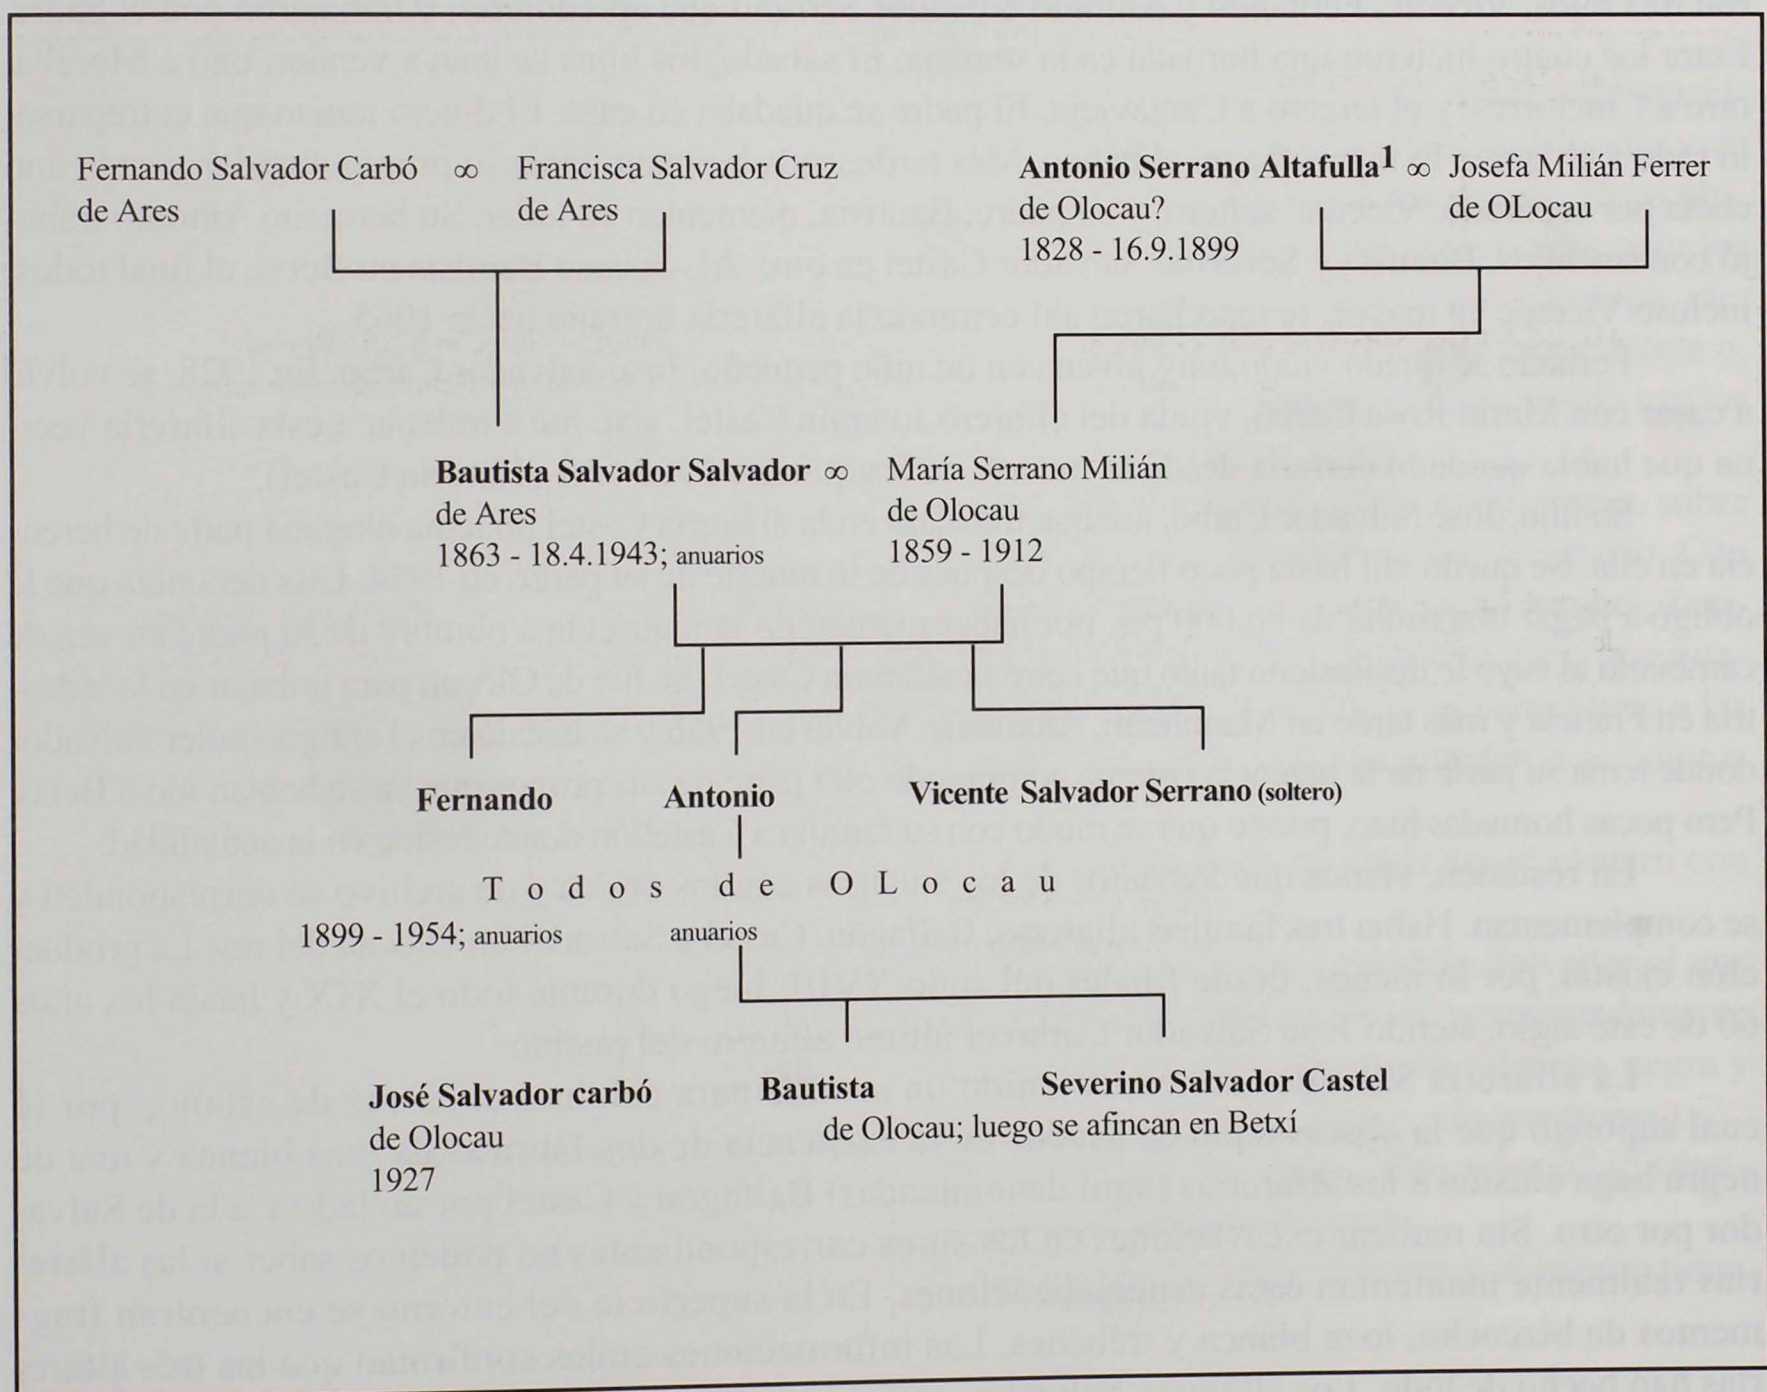 Fernando Salvador Carbó ∞ Francisca Salvador Cruz
de Ares de Ares
Antonio Serrano Altafulla1 ∞ Josefa Milián Ferrer
de Olocau? de OLocau
1828 - 16.9.1899
Bautista Salvador Salvador ∞ María Serrano Milián
de Ares de Olocau
1863 - 18.4.1943; anuarios 1859 - 1912
Fernando Antonio Vicente Salvador Serrano (soltero)
Todos de OLocau
1899 - 1954; anuarios anuarios
José Salvador carbó Bautista Severino Salvador Castel
de Olocau de Olocau; luego se afincan en Betxí
1927